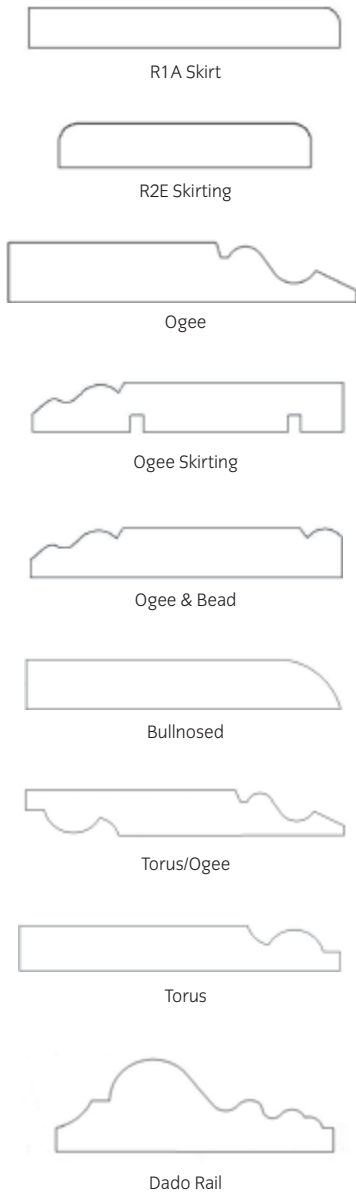 R1A Skirt
R2E Skirting
Ogee
Ogee Skirting
Ogee & Bead
Bullnosed
Torus/Ogee
Torus
Dado Rail